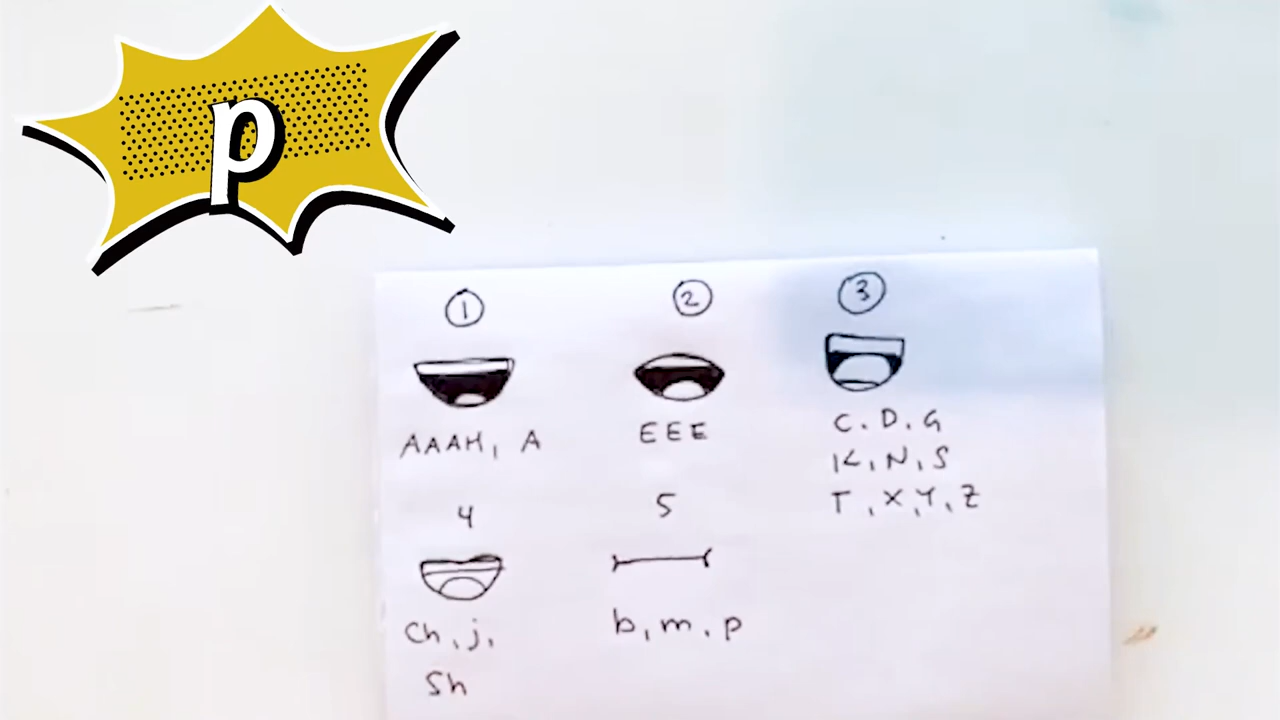 p
1 2 3
AAAH, A EEE C. D. G
K, N, S
T, X, Y, Z
4 5
Ch, j, b, m, p
Sh